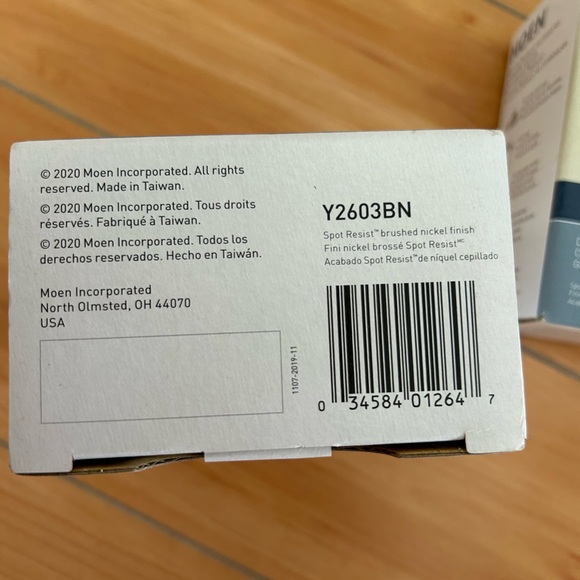 © 2020 Moen Incorporated. All rights
reserved. Made in Taiwan.
© 2020 Moen Incorporated. Tous droits
réservés. Fabriqué à Taiwan.
© 2020 Moen Incorporated. Todos los
derechos reservados. Hecho en Taiwán.
Moen Incorporated
North Olmsted, OH 44070
USA
1107-2019-11
Y2603BN
Spot Resist™ brushed nickel finish
Fini nickel brossé Spot Resist MC
Acabado Spot Resist™ de níquel cepillado
0 34584 01264 7
MOEN